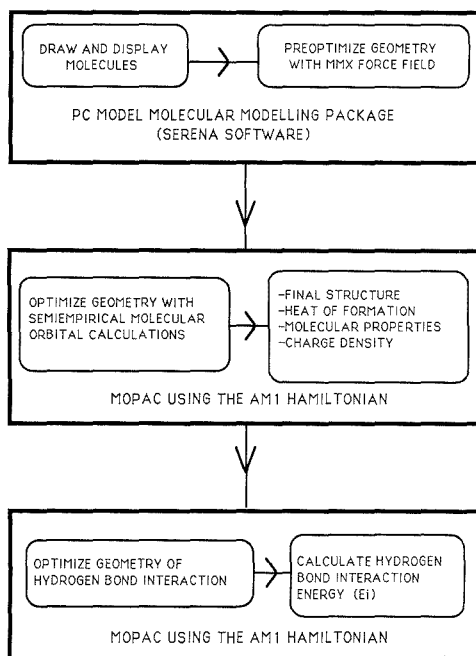 DRAW AND DISPLAY
MOLECULES
PREOPTIMIZE GEOMETRY
WITH MMX FORCE FIELD
PC MODEL MOLECULAR MODELLING PACKAGE
(SERENA SOFTWARE)
OPTIMIZE GEOMETRY WITH
SEMIEMPIRICAL MOLECULAR
ORBITAL CALCULATIONS
-FINAL STRUCTURE
-HEAT OF FORMATION
-MOLECULAR PROPERTIES
-CHARGE DENSITY
MOPAC USING THE AM1 HAMILTONIAN
OPTIMIZE GEOMETRY OF
HYDROGEN BOND INTERACTION
CALCULATE HYDROGEN
BOND INTERACTION
ENERGY (Ei)
MOPAC USING THE AM1 HAMILTONIAN